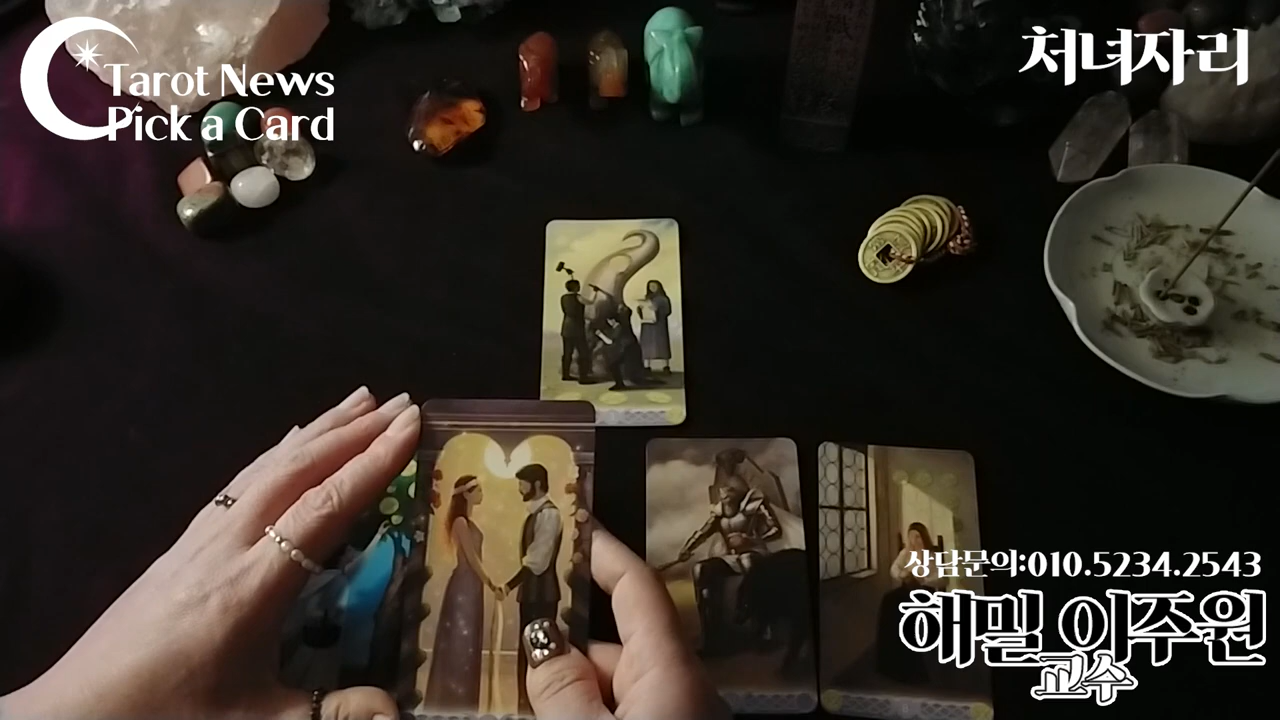 Tarot News
Pick a Card
처녀자리
상담문의:010.5234.2543
해밀 이주원
교수